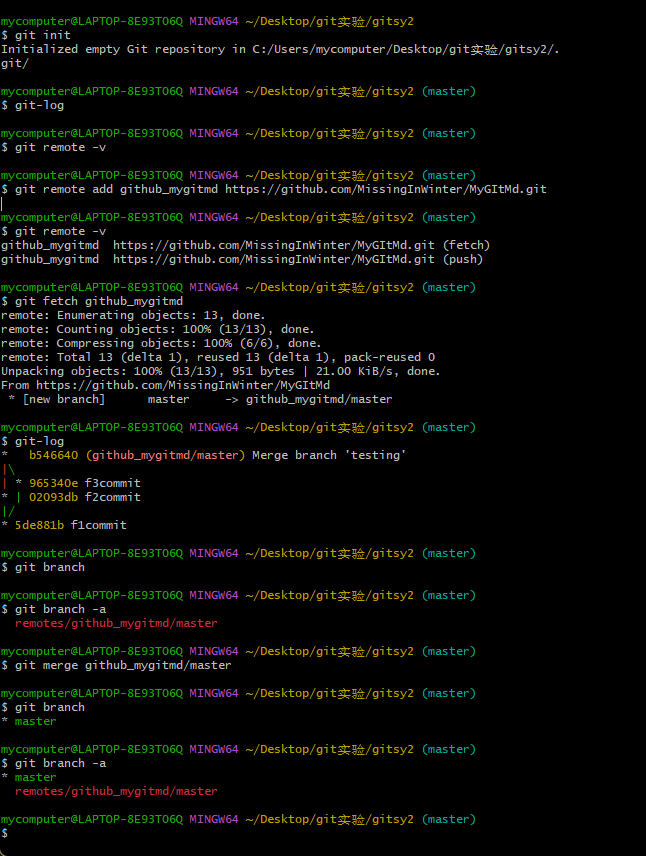 mycomputer@LAPTOP-8E93TO6Q MINGW64 ~/Desktop/git实验/gitsy2
$ git init
Initialized empty Git repository in C:/Users/mycomputer/Desktop/git实验/gitsy2/.
git/
mycomputer@LAPTOP-8E93TO6Q MINGW64 ~/Desktop/git实验/gitsy2 (master)
$ git-log
mycomputer@LAPTOP-8E93TO6Q MINGW64 ~/Desktop/git实验/gitsy2 (master)
$ git remote -v
mycomputer@LAPTOP-8E93TO6Q MINGW64 ~/Desktop/git实验/gitsy2 (master)
$ git remote add github_mygitmd https://github.com/MissingInWinter/MyGItMd.git
mycomputer@LAPTOP-8E93TO6Q MINGW64 ~/Desktop/git实验/gitsy2 (master)
$ git remote -v
github_mygitmd  https://github.com/MissingInWinter/MyGItMd.git (fetch)
github_mygitmd  https://github.com/MissingInWinter/MyGItMd.git (push)
mycomputer@LAPTOP-8E93TO6Q MINGW64 ~/Desktop/git实验/gitsy2 (master)
$ git fetch github_mygitmd
remote: Enumerating objects: 13, done.
remote: Counting objects: 100% (13/13), done.
remote: Compressing objects: 100% (6/6), done.
remote: Total 13 (delta 1), reused 13 (delta 1), pack-reused 0
Unpacking objects: 100% (13/13), 951 bytes | 21.00 KiB/s, done.
From https://github.com/MissingInWinter/MyGItMd
 * [new branch]      master     -> github_mygitmd/master
mycomputer@LAPTOP-8E93TO6Q MINGW64 ~/Desktop/git实验/gitsy2 (master)
$ git-log
*   b546640 (github_mygitmd/master) Merge branch 'testing'
|\
| * 965340e f3commit
* | 02093db f2commit
|/
* 5de881b f1commit
mycomputer@LAPTOP-8E93TO6Q MINGW64 ~/Desktop/git实验/gitsy2 (master)
$ git branch
mycomputer@LAPTOP-8E93TO6Q MINGW64 ~/Desktop/git实验/gitsy2 (master)
$ git branch -a
  remotes/github_mygitmd/master
mycomputer@LAPTOP-8E93TO6Q MINGW64 ~/Desktop/git实验/gitsy2 (master)
$ git merge github_mygitmd/master
mycomputer@LAPTOP-8E93TO6Q MINGW64 ~/Desktop/git实验/gitsy2 (master)
$ git branch
* master
mycomputer@LAPTOP-8E93TO6Q MINGW64 ~/Desktop/git实验/gitsy2 (master)
$ git branch -a
* master
  remotes/github_mygitmd/master
mycomputer@LAPTOP-8E93TO6Q MINGW64 ~/Desktop/git实验/gitsy2 (master)
$